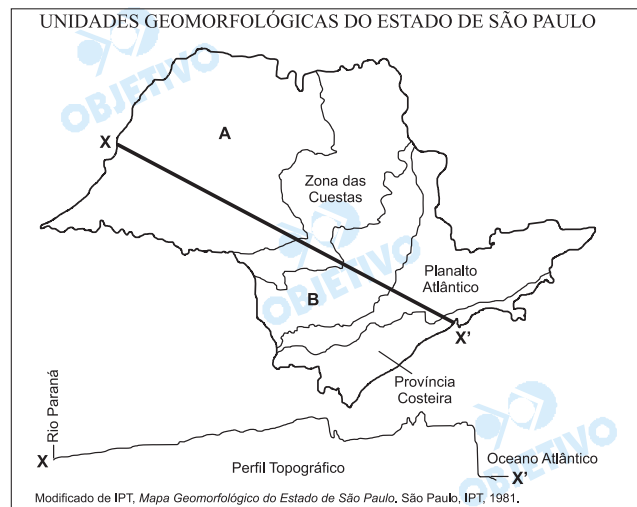 UNIDADES GEOMORFOLÓGICAS DO ESTADO DE SÃO PAULO
OBJETIVO
X
A
Zona das
Cuestas
OBJETIVO
Planalto
Atlântico
B
X'
Província
Costeira
Rio Paraná
X
Perfil Topográfico
OBJETIVO
Oceano Atlântico
X'
Modificado de IPT, Mapa Geomorfológico do Estado de São Paulo. São Paulo, IPT, 1981.